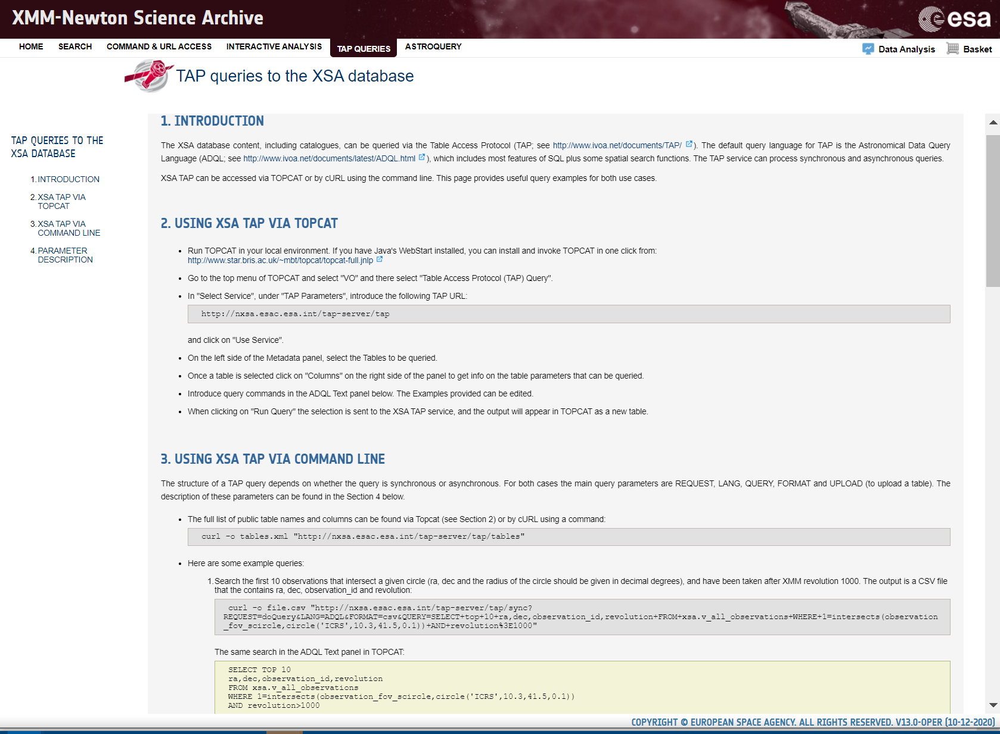 XMM-Newton Science Archive
esa
HOME SEARCH COMMAND & URL ACCESS INTERACTIVE ANALYSIS TAP QUERIES ASTROQUERY
Data Analysis Basket
TAP queries to the XSA database
TAP QUERIES TO THE
XSA DATABASE
1. INTRODUCTION
2. XSA TAP VIA
TOPCAT
3. XSA TAP VIA
COMMAND LINE
4. PARAMETER
DESCRIPTION
1. INTRODUCTION
The XSA database content, including catalogues, can be queried via the Table Access Protocol (TAP; see http://www.ivoa.net/documents/TAP/ ). The default query language for TAP is the Astronomical Data Query
Language (ADQL; see http://www.ivoa.net/documents/latest/ADQL.html ), which includes most features of SQL plus some spatial search functions. The TAP service can process synchronous and asynchronous queries.
XSA TAP can be accessed via TOPCAT or by cURL using the command line. This page provides useful query examples for both use cases.
2. USING XSA TAP VIA TOPCAT
• Run TOPCAT in your local environment. If you have Java's WebStart installed, you can install and invoke TOPCAT in one click from:
http://www.star.bris.ac.uk/~mbt/topcat/topcat-full.jnlp
• Go to the top menu of TOPCAT and select "VO" and there select "Table Access Protocol (TAP) Query".
• In "Select Service", under "TAP Parameters", introduce the following TAP URL:
http://nxsa.esac.esa.int/tap-server/tap
and click on "Use Service".
• On the left side of the Metadata panel, select the Tables to be queried.
• Once a table is selected click on "Columns" on the right side of the panel to get info on the table parameters that can be queried.
• Introduce query commands in the ADQL Text panel below. The Examples provided can be edited.
• When clicking on "Run Query" the selection is sent to the XSA TAP service, and the output will appear in TOPCAT as a new table.
3. USING XSA TAP VIA COMMAND LINE
The structure of a TAP query depends on whether the query is synchronous or asynchronous. For both cases the main query parameters are REQUEST, LANG, QUERY, FORMAT and UPLOAD (to upload a table). The
description of these parameters can be found in the Section 4 below.
• The full list of public table names and columns can be found via Topcat (see Section 2) or by cURL using a command:
curl -o tables.xml "http://nxsa.esac.esa.int/tap-server/tap/tables"
• Here are some example queries:
1. Search the first 10 observations that intersect a given circle (ra, dec and the radius of the circle should be given in decimal degrees), and have been taken after XMM revolution 1000. The output is a CSV file
that the contains ra, dec, observation_id and revolution:
curl -o file.csv "http://nxsa.esac.esa.int/tap-server/tap/sync?
REQUEST=doQuery&LANG=ADQL&FORMAT=csv&QUERY=SELECT+top+10+ra,dec,observation_id,revolution+FROM+xsa.v_all_observations+WHERE+1=intersects(observation
_fov_scircle,circle('ICRS',10.3,41.5,0.1))+AND+revolution%3E1000"
The same search in the ADQL Text panel in TOPCAT:
SELECT TOP 10
ra,dec,observation_id,revolution
FROM xsa.v_all_observations
WHERE 1=intersects(observation_fov_scircle,circle('ICRS',10.3,41.5,0.1))
AND revolution>1000
COPYRIGHT © EUROPEAN SPACE AGENCY. ALL RIGHTS RESERVED. V13.0-OPER (10-12-2020)